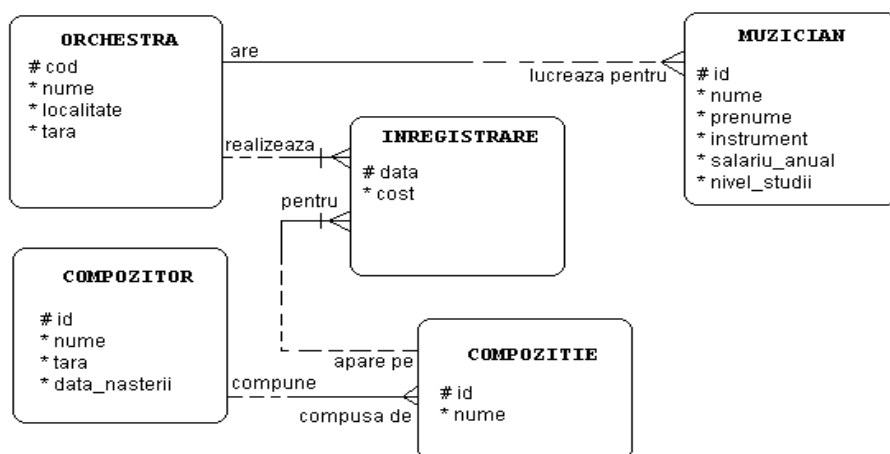 ORCHESTRA
# cod
* nume
* localitate
* tara
are
lucreaza pentru
MUZICIAN
# id
* nume
* prenume
* instrument
* salariu_anual
* nivel_studii
realizeaza
INREGISTRARE
# data
* cost
pentru
COMPOZITOR
# id
* nume
* tara
* data_nasterii
compune
apare pe
compusa de
COMPOZITIE
# id
* nume